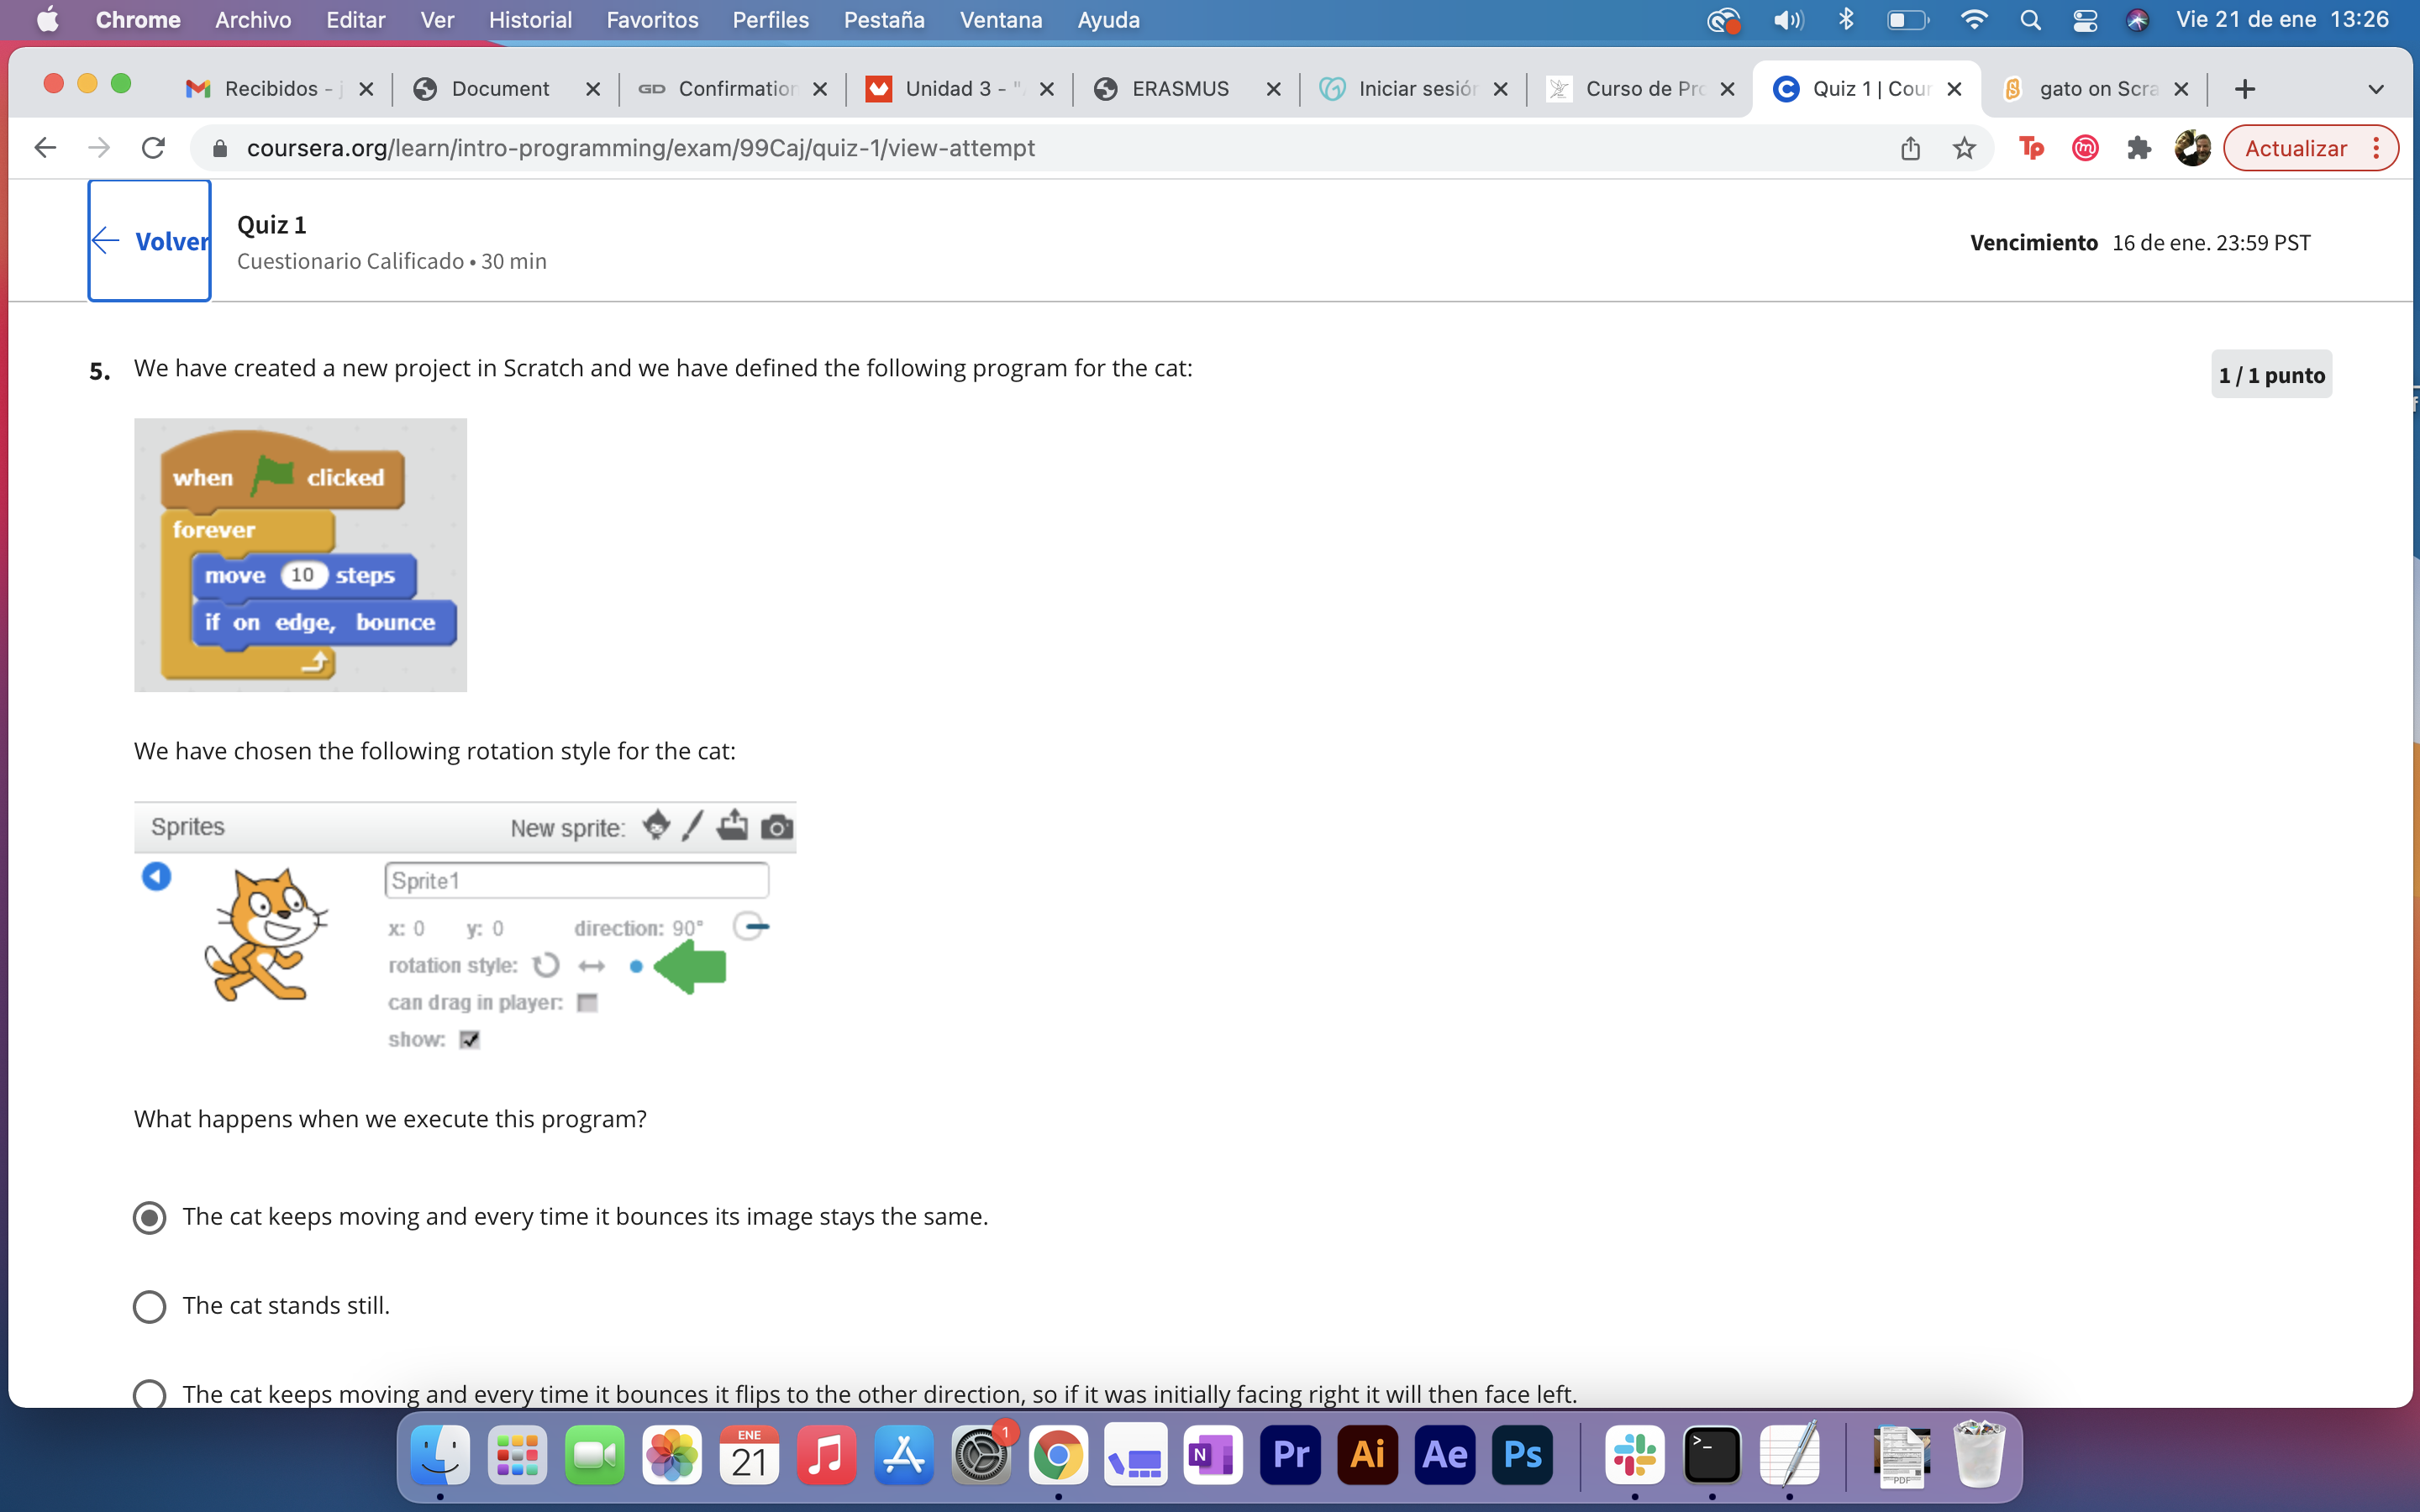 Chrome Archivo Editar Ver Historial Favoritos Perfiles Pestaña Ventana Ayuda Vie 21 de ene 13:26
Recibidos - Document GD Confirmation Unidad 3 - " ERASMUS Iniciar sesión Curso de Pro Quiz 1 | Cour gato on Scra
coursera.org/learn/intro-programming/exam/99Caj/quiz-1/view-attempt Tp Actualizar
Volver
Quiz 1
Cuestionario Calificado • 30 min
Vencimiento 16 de ene. 23:59 PST
5. We have created a new project in Scratch and we have defined the following program for the cat:
1 / 1 punto
when clicked
forever
move 10 steps
if on edge, bounce
We have chosen the following rotation style for the cat:
Sprites New sprite:
Sprite1
x: 0 y: 0 direction: 90°
rotation style:
can drag in player:
show:
What happens when we execute this program?
The cat keeps moving and every time it bounces its image stays the same.
The cat stands still.
The cat keeps moving and every time it bounces it flips to the other direction, so if it was initially facing right it will then face left.
ENE
21
1
N
Pr
Ai
Ae
Ps
>_
PDF